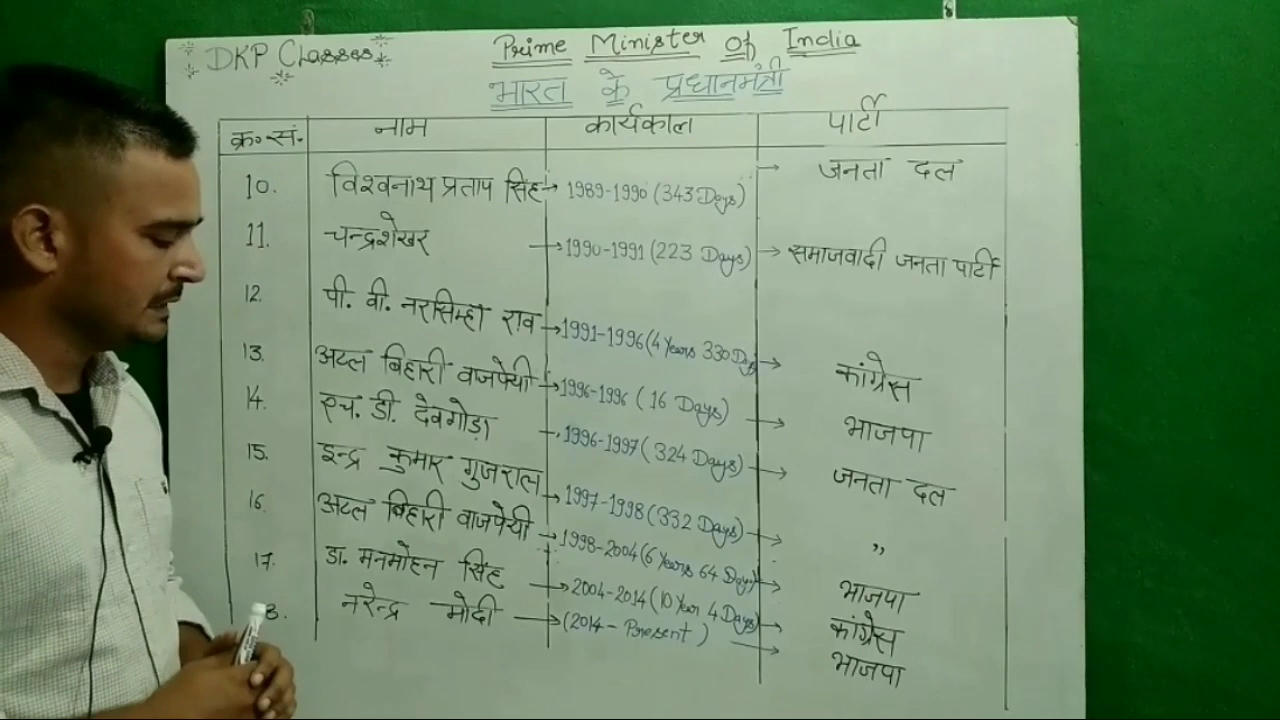 DKP Classes
Prime Minister of India
भारत के प्रधानमंत्री
क्र॰सं. नाम कार्यकाल पार्टी
10. विश्वनाथ प्रताप सिंह → 1989-1990 (343 Days) → जनता दल
11. चन्द्रशेखर → 1990-1991 (223 Days) → समाजवादी जनता पार्टी
12. पी. वी. नरसिम्हा राव → 1991-1996 (4 Years 330 Days → कांग्रेस
13. अटल बिहारी वाजपेयी → 1996-1996 (16 Days) → भाजपा
14. एच. डी. देवगोड़ा → 1996-1997 (324 Days) → जनता दल
15. इन्द्र कुमार गुजराल → 1997-1998 (332 Days) → ,,
16. अटल बिहारी वाजपेयी → 1998-2004 (6 Years 64 Days) → भाजपा
17. डा. मनमोहन सिंह → 2004-2014 (10 Year 4 Days) → कांग्रेस
8. नरेन्द्र मोदी → (2014 - Present) → भाजपा